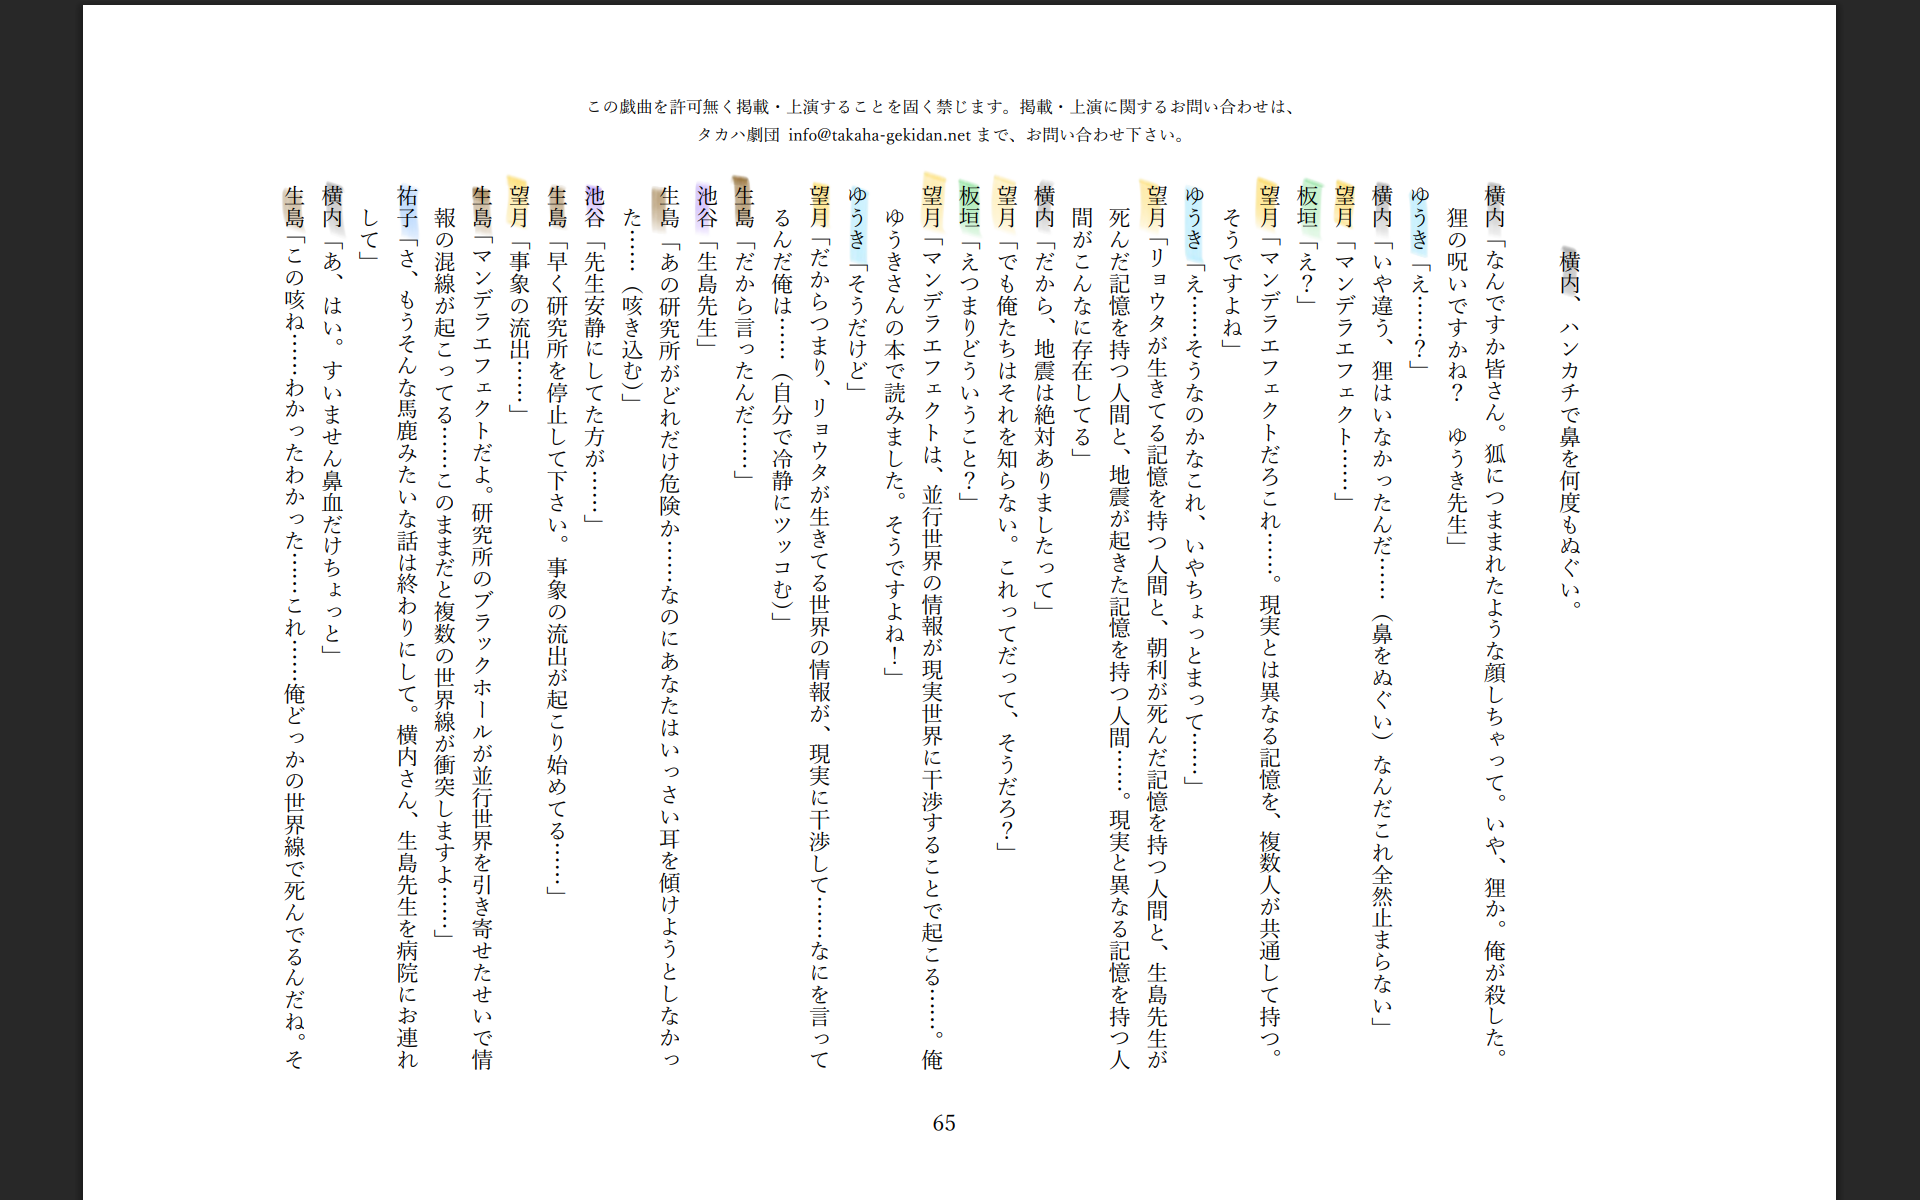 この戯曲を許可無く掲載・上演することを固く禁じます。掲載・上演に関するお問い合わせは、
タカハ劇団 info@takaha-gekidan.net まで、お問い合わせ下さい。
横内、ハンカチで鼻を何度もぬぐい。
横内「なんですか皆さん。狐につままれたような顔しちゃって。いや、狸か。俺が殺した。
狸の呪いですかね？　ゆうき先生」
ゆうき「え……？」
横内「いや違う、狸はいなかったんだ……（鼻をぬぐい）なんだこれ全然止まらない」
望月「マンデラエフェクト……」
板垣「え？」
望月「マンデラエフェクトだろこれ……。現実とは異なる記憶を、複数人が共通して持つ。
そうですよね」
ゆうき「え……そうなのかなこれ、いやちょっとまって……」
望月「リョウタが生きてる記憶を持つ人間と、朝利が死んだ記憶を持つ人間と、生島先生が
死んだ記憶を持つ人間と、地震が起きた記憶を持つ人間……。現実と異なる記憶を持つ人
間がこんなに存在してる」
横内「だから、地震は絶対ありましたって」
望月「でも俺たちはそれを知らない。これってだって、そうだろ？」
板垣「えつまりどういうこと？」
望月「マンデラエフェクトは、並行世界の情報が現実世界に干渉することで起こる……。俺
ゆうきさんの本で読みました。そうですよね！」
ゆうき「そうだけど」
望月「だからつまり、リョウタが生きてる世界の情報が、現実に干渉して……なにを言って
るんだ俺は……（自分で冷静にツッコむ）」
生島「だから言ったんだ……」
池谷「生島先生」
生島「あの研究所がどれだけ危険か……なのにあなたはいっさい耳を傾けようとしなかっ
た……（咳き込む）」
池谷「先生安静にしてた方が……」
生島「早く研究所を停止して下さい。事象の流出が起こり始めてる……」
望月「事象の流出……」
生島「マンデラエフェクトだよ。研究所のブラックホールが並行世界を引き寄せたせいで情
報の混線が起こってる……このままだと複数の世界線が衝突しますよ……」
祐子「さ、もうそんな馬鹿みたいな話は終わりにして。横内さん、生島先生を病院にお連れ
して」
横内「あ、はい。すいません鼻血だけちょっと」
生島「この咳ね……わかったわかった……これ……俺どっかの世界線で死んでるんだね。そ
65